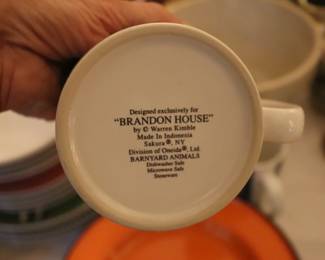 Designed exclusively for
"BRANDON HOUSE"
by © Warren Kimble
Made In Indonesia
Sakura®, NY
Division of Oneida®, Ltd.
BARNYARD ANIMALS
Dishwasher Safe
Microwave Safe
Stoneware